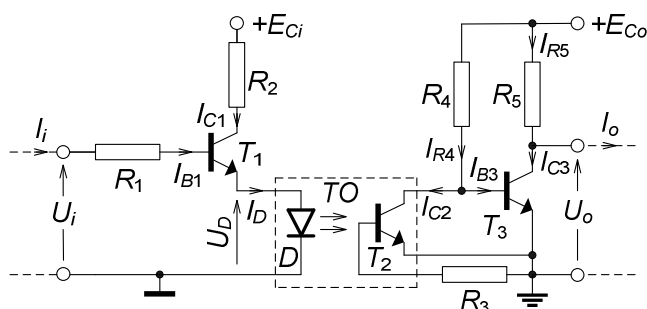 +E_Ci
+E_Co
I_R5
R_2
R_4
R_5
I_C1
I_i
T_1
I_o
I_R4
I_C3
R_1
I_B1
I_B3
TO
I_D
I_C2
U_i
U_D
D
T_2
T_3
U_o
R_3